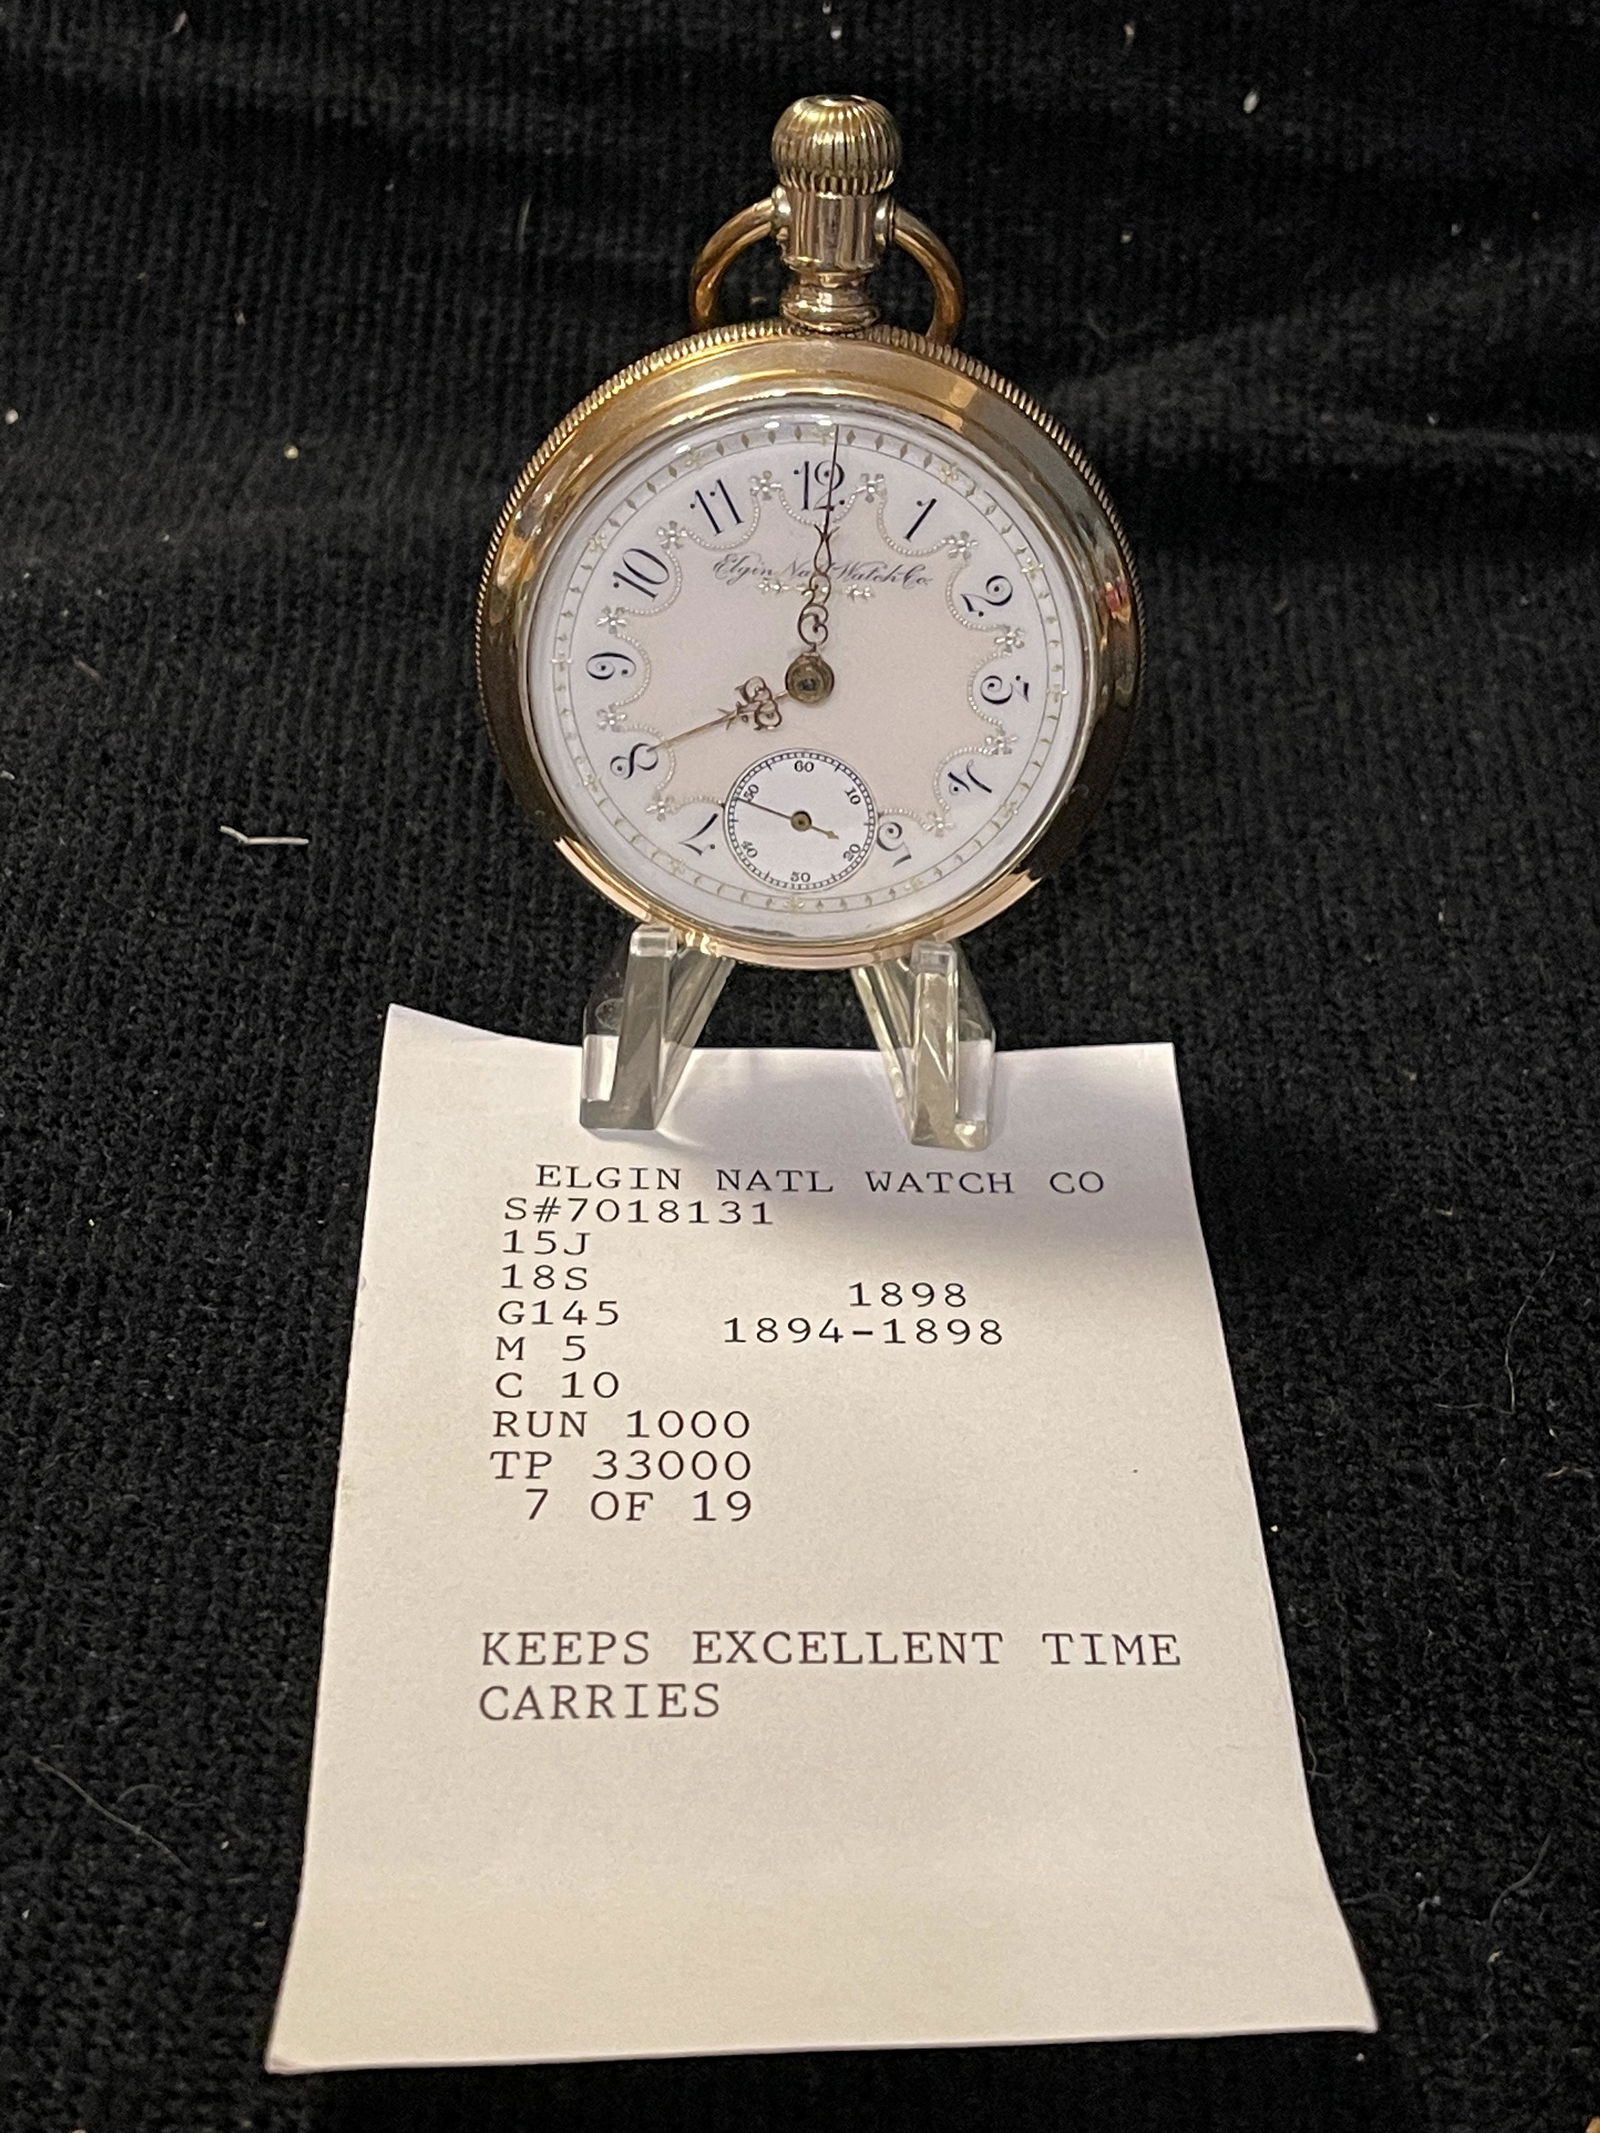 12
1
2
3
4
5
7
8
9
10
11
Elgin Natl Watch Co.
60
10
20
30
40
50
ELGIN NATL WATCH CO
S#7018131
15J
18S
1898
G145
1894-1898
M 5
C 10
RUN 1000
TP 33000
7 OF 19
KEEPS EXCELLENT TIME
CARRIES